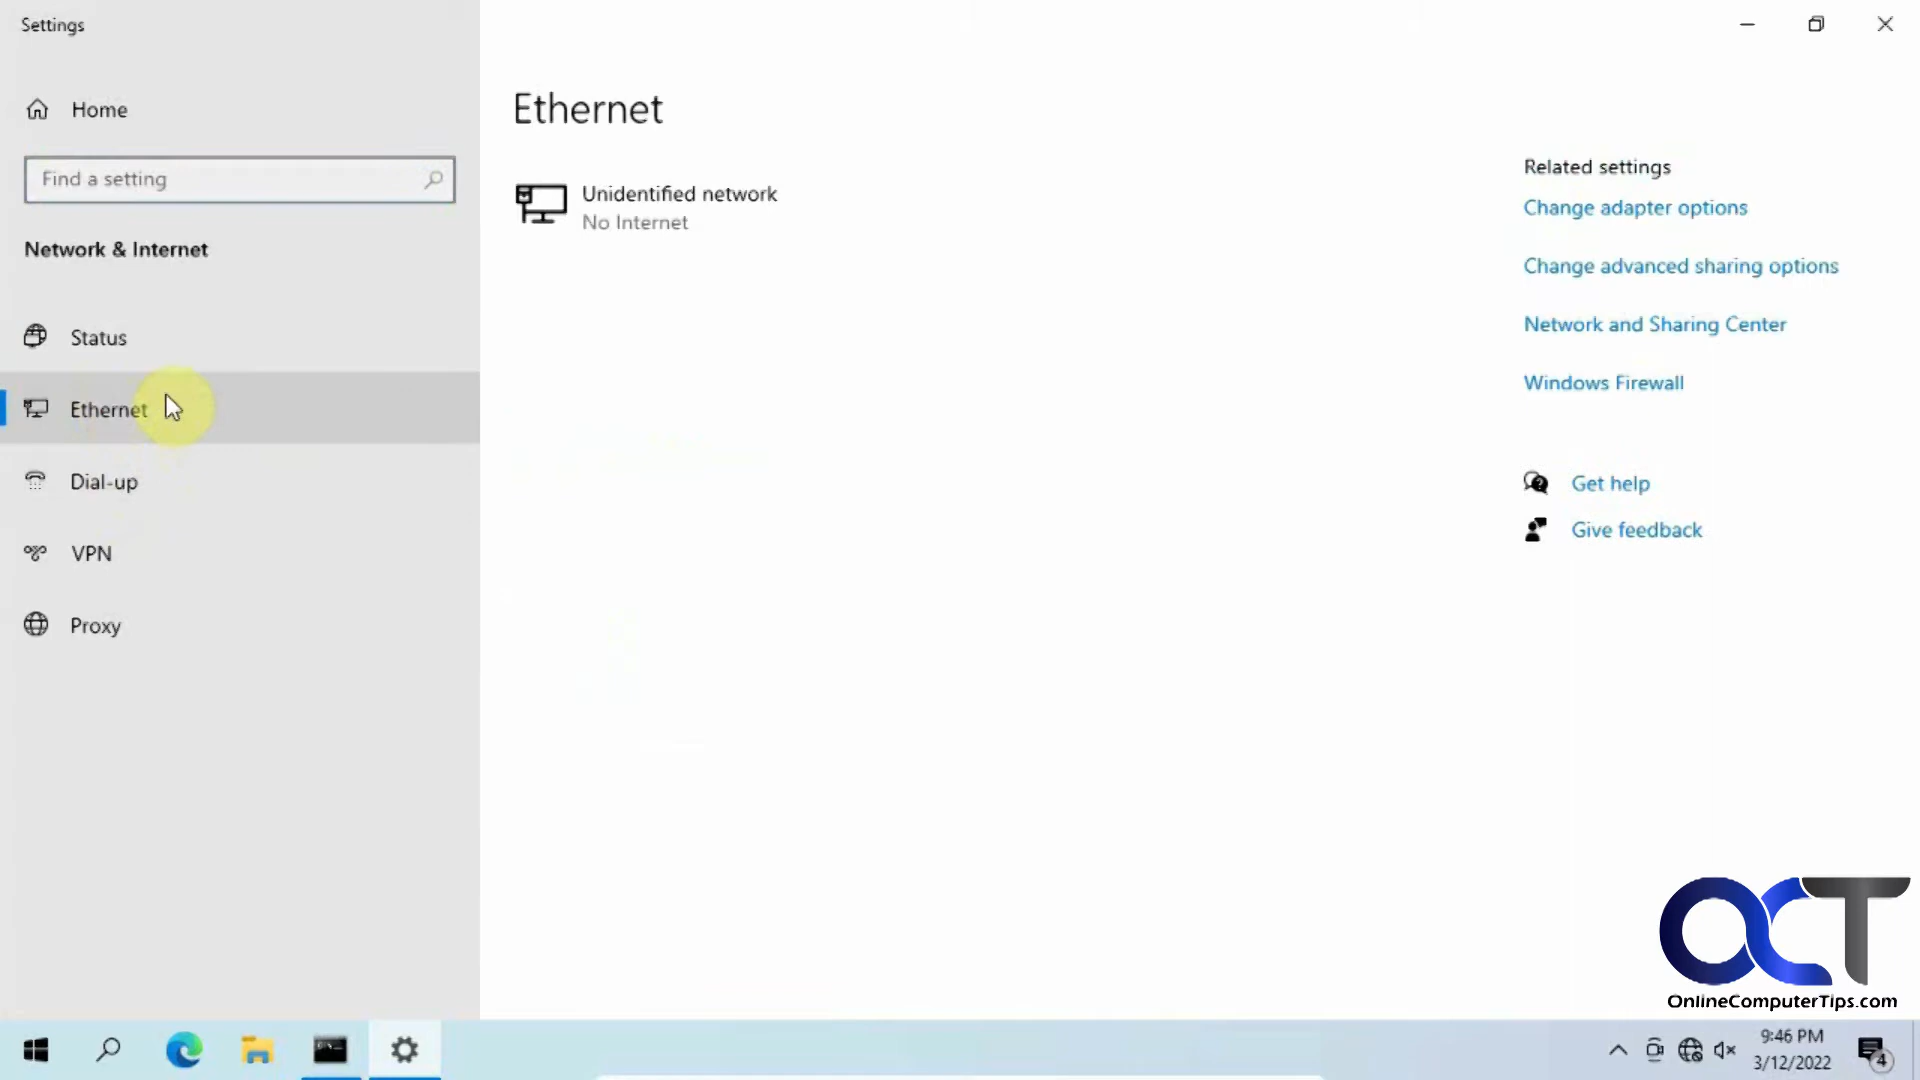 Settings
Home
Find a setting
Network & Internet
Status
Ethernet
Dial-up
VPN
Proxy
Ethernet
Unidentified network
No Internet
Related settings
Change adapter options
Change advanced sharing options
Network and Sharing Center
Windows Firewall
Get help
Give feedback
OCT
OnlineComputerTips.com
9:46 PM
3/12/2022
4